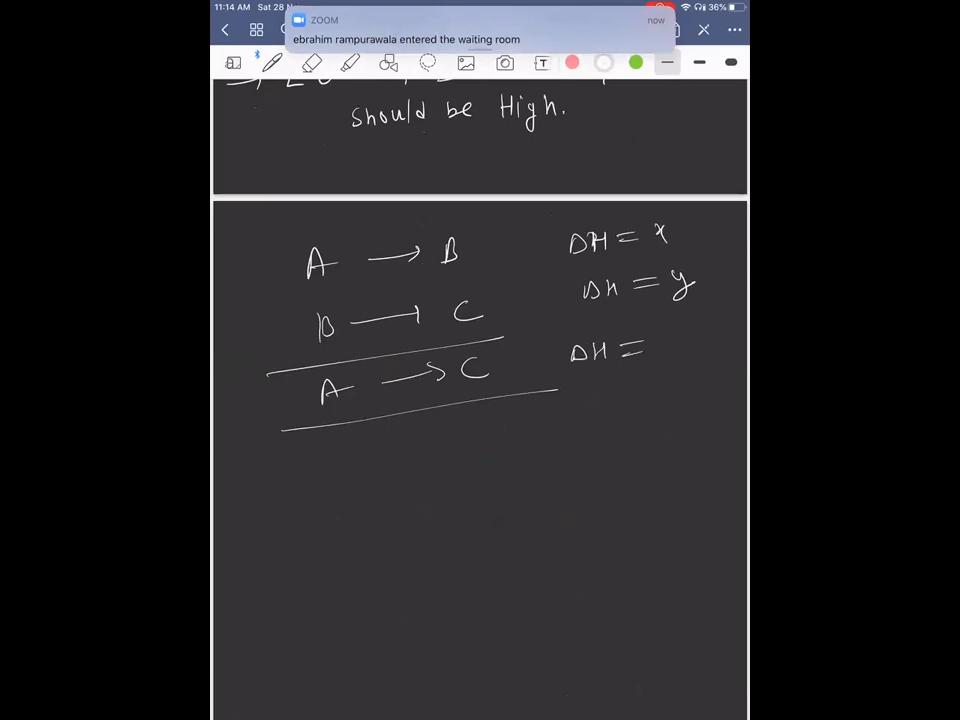 11:14 AM Sat 28 Nov
36%
ZOOM now
ebrahim rampurawala entered the waiting room
T
should be High.
A → B ΔH = x
B → C ΔH = y
A → C ΔH =